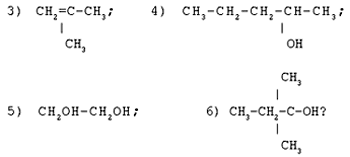 3) CH₂=C-CH₃; 4) CH₃-CH₂-CH₂-CH-CH₃;
CH₃ OH
CH₃
5) CH₂OH-CH₂OH; 6) CH₃-CH₂-C-OH?
CH₃